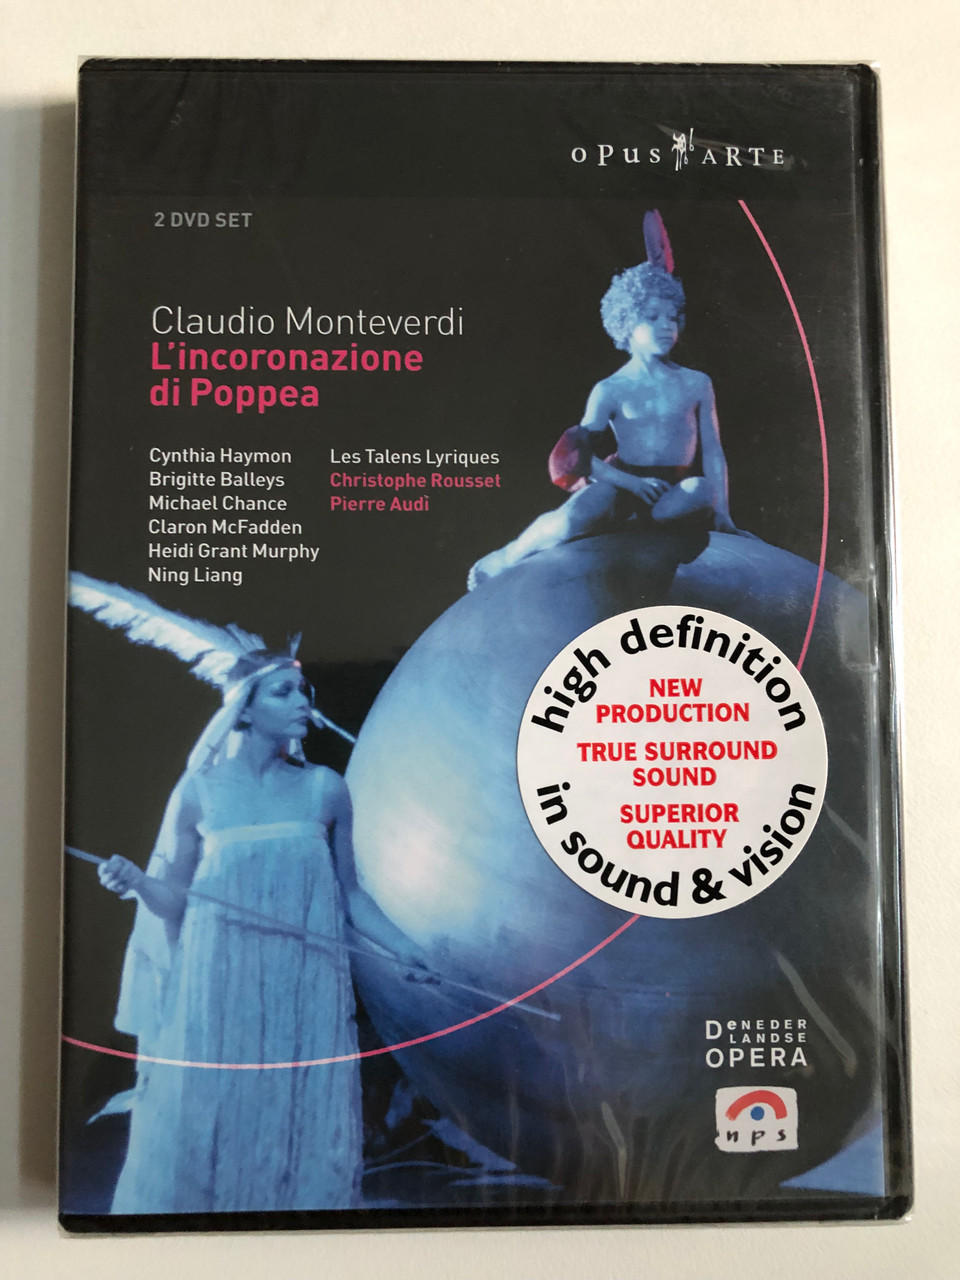 OPUS ARTE
2 DVD SET
Claudio Monteverdi
L'incoronazione
di Poppea
Cynthia Haymon
Brigitte Balleys
Michael Chance
Claron McFadden
Heidi Grant Murphy
Ning Liang
Les Talens Lyriques
Christophe Rousset
Pierre Audi
high definition
NEW
PRODUCTION
TRUE SURROUND
SOUND
SUPERIOR
QUALITY
in sound & vision
De NEDER
LANDSE
OPERA
nps